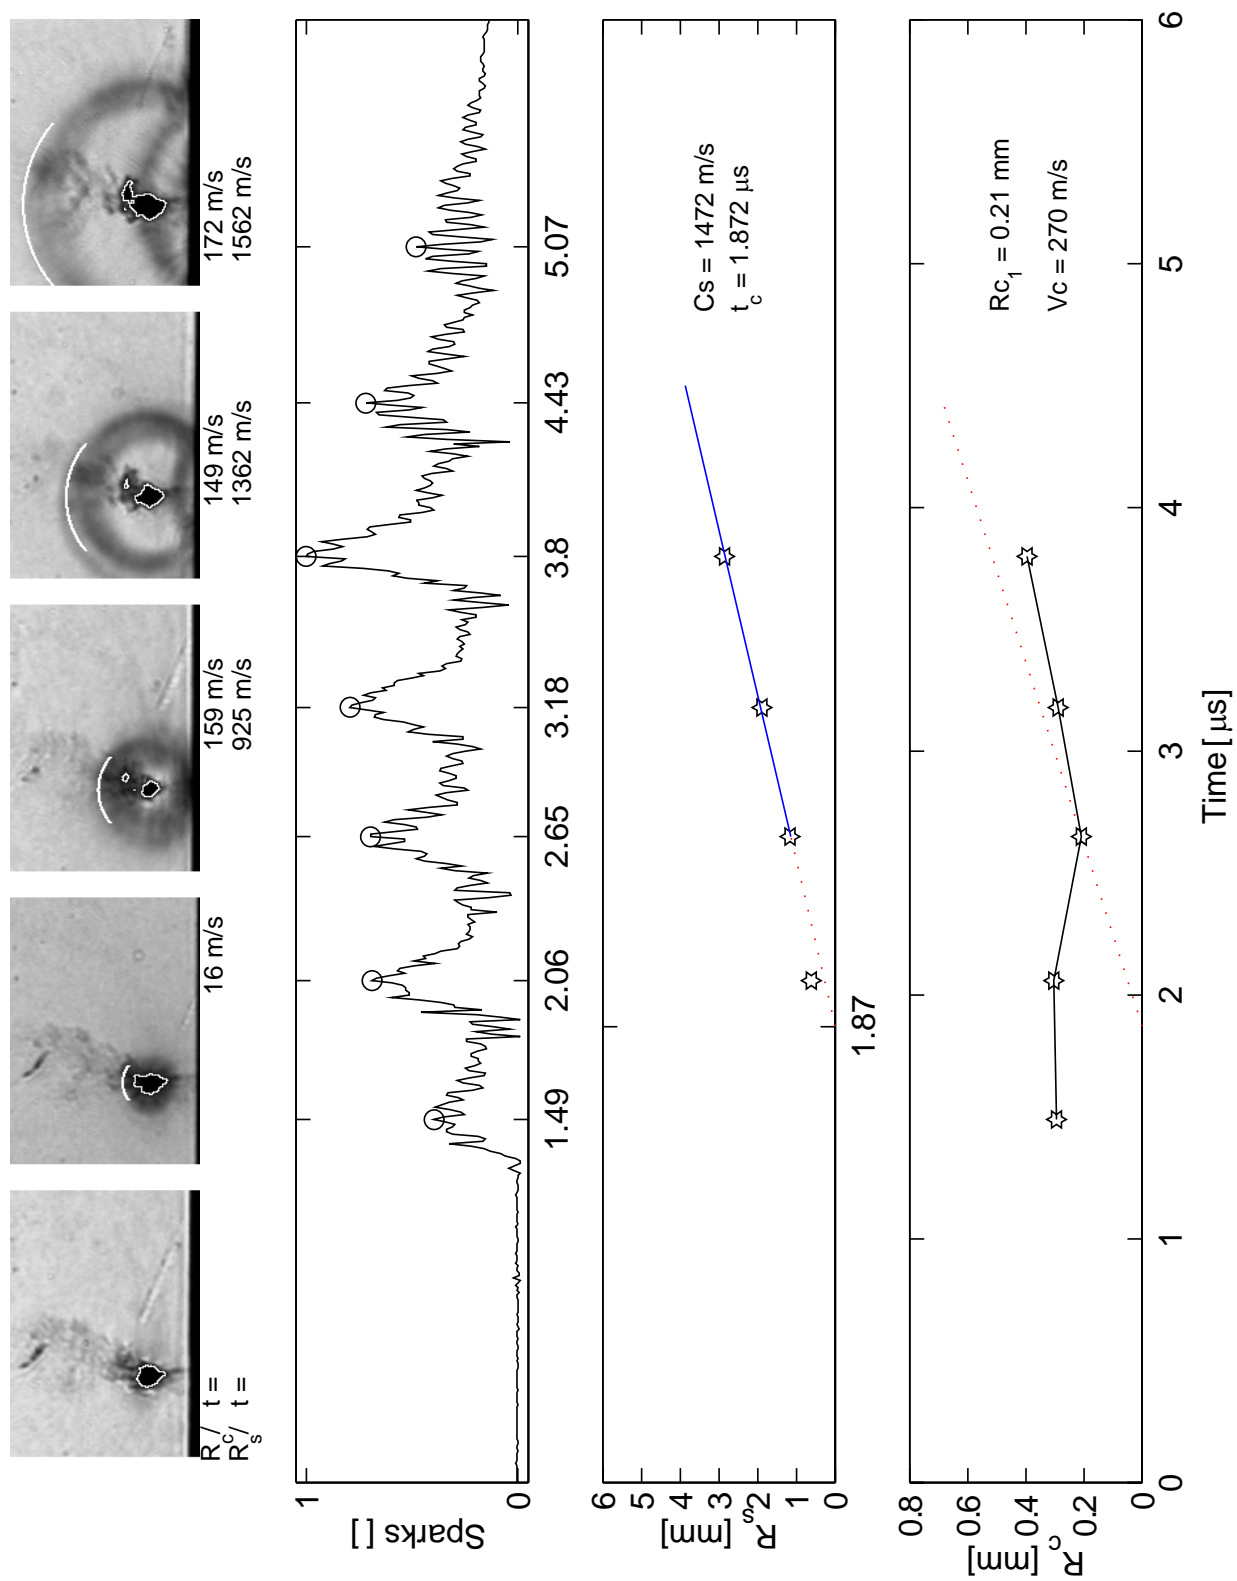 R_c/ t =
R_s/ t =
16 m/s
159 m/s
925 m/s
149 m/s
1362 m/s
172 m/s
1562 m/s
Sparks [ ]
1
0
1.49
2.06
2.65
3.18
3.8
4.43
5.07
R_s [mm]
6
5
4
3
2
1
0
1.87
Cs = 1472 m/s
t_c = 1.872 μs
R_c [mm]
0.8
0.6
0.4
0.2
0
Rc_1 = 0.21 mm
Vc = 270 m/s
0
1
2
3
4
5
6
Time [ μs]